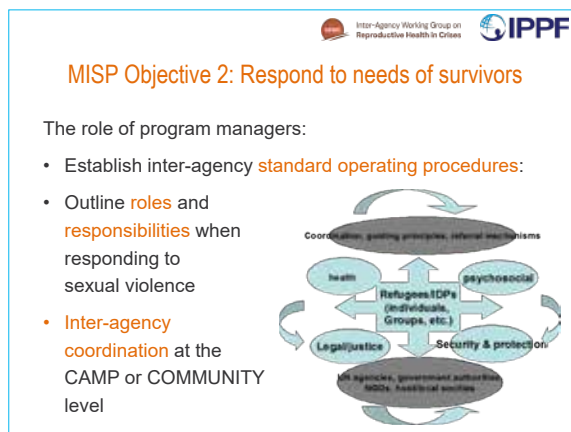 Inter-Agency Working Group on
Reproductive Health in Crises
IPPF
MISP Objective 2: Respond to needs of survivors
The role of program managers:
• Establish inter-agency standard operating procedures:
• Outline roles and
responsibilities when
responding to
sexual violence
• Inter-agency
coordination at the
CAMP or COMMUNITY
level
Coordination, guiding principles, referral mechanisms
health
psychosocial
Refugees/IDPs
(individuals,
Groups, etc.)
Legal/justice
Security & protection
UN agencies, government authorities
NGOs, societies